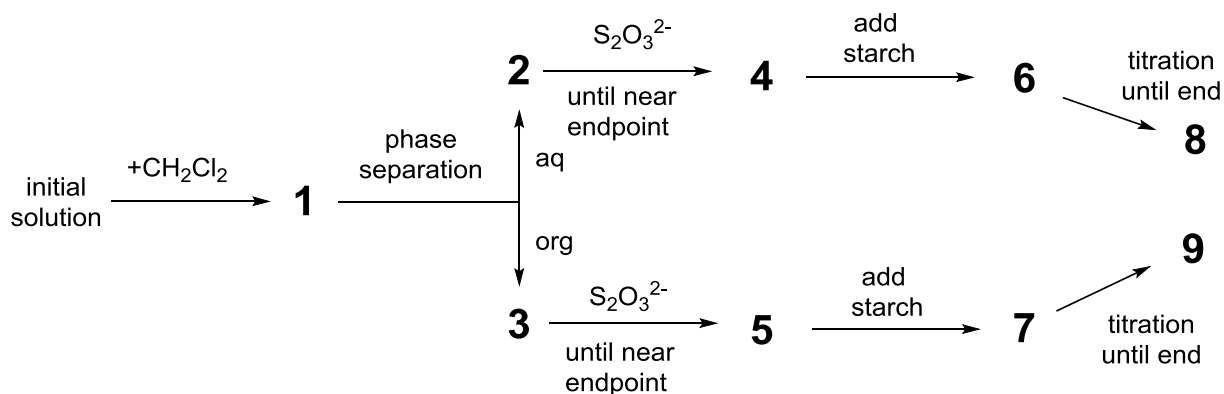 initial
solution
+CH₂Cl₂
1
phase
separation
aq
org
2
S₂O₃²⁻
until near
endpoint
4
add
starch
6
titration
until end
8
3
S₂O₃²⁻
until near
endpoint
5
add
starch
7
titration
until end
9